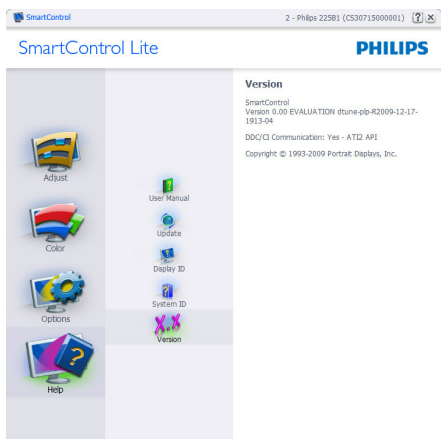 SmartControl
2 - Philips 225B1 (CS30715000001)
SmartControl Lite
PHILIPS
Adjust
Color
Options
Help
User Manual
Update
Display ID
System ID
X.X
Version
Version
SmartControl
Version 0.00 EVALUATION dtune-plp-R2009-12-17-
1913-04
DDC/CI Communication: Yes - ATI2 API
Copyright © 1993-2009 Portrait Displays, Inc.